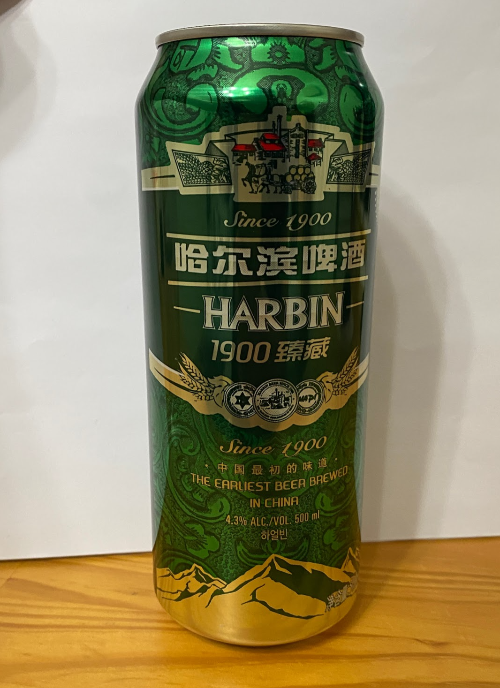 Since 1900
哈尔滨啤酒
HARBIN
1900 臻藏
Since 1900
·中国最初的味道·
THE EARLIEST BEER BREWED
IN CHINA
4.3% ALC./VOL. 500 ml
하얼빈